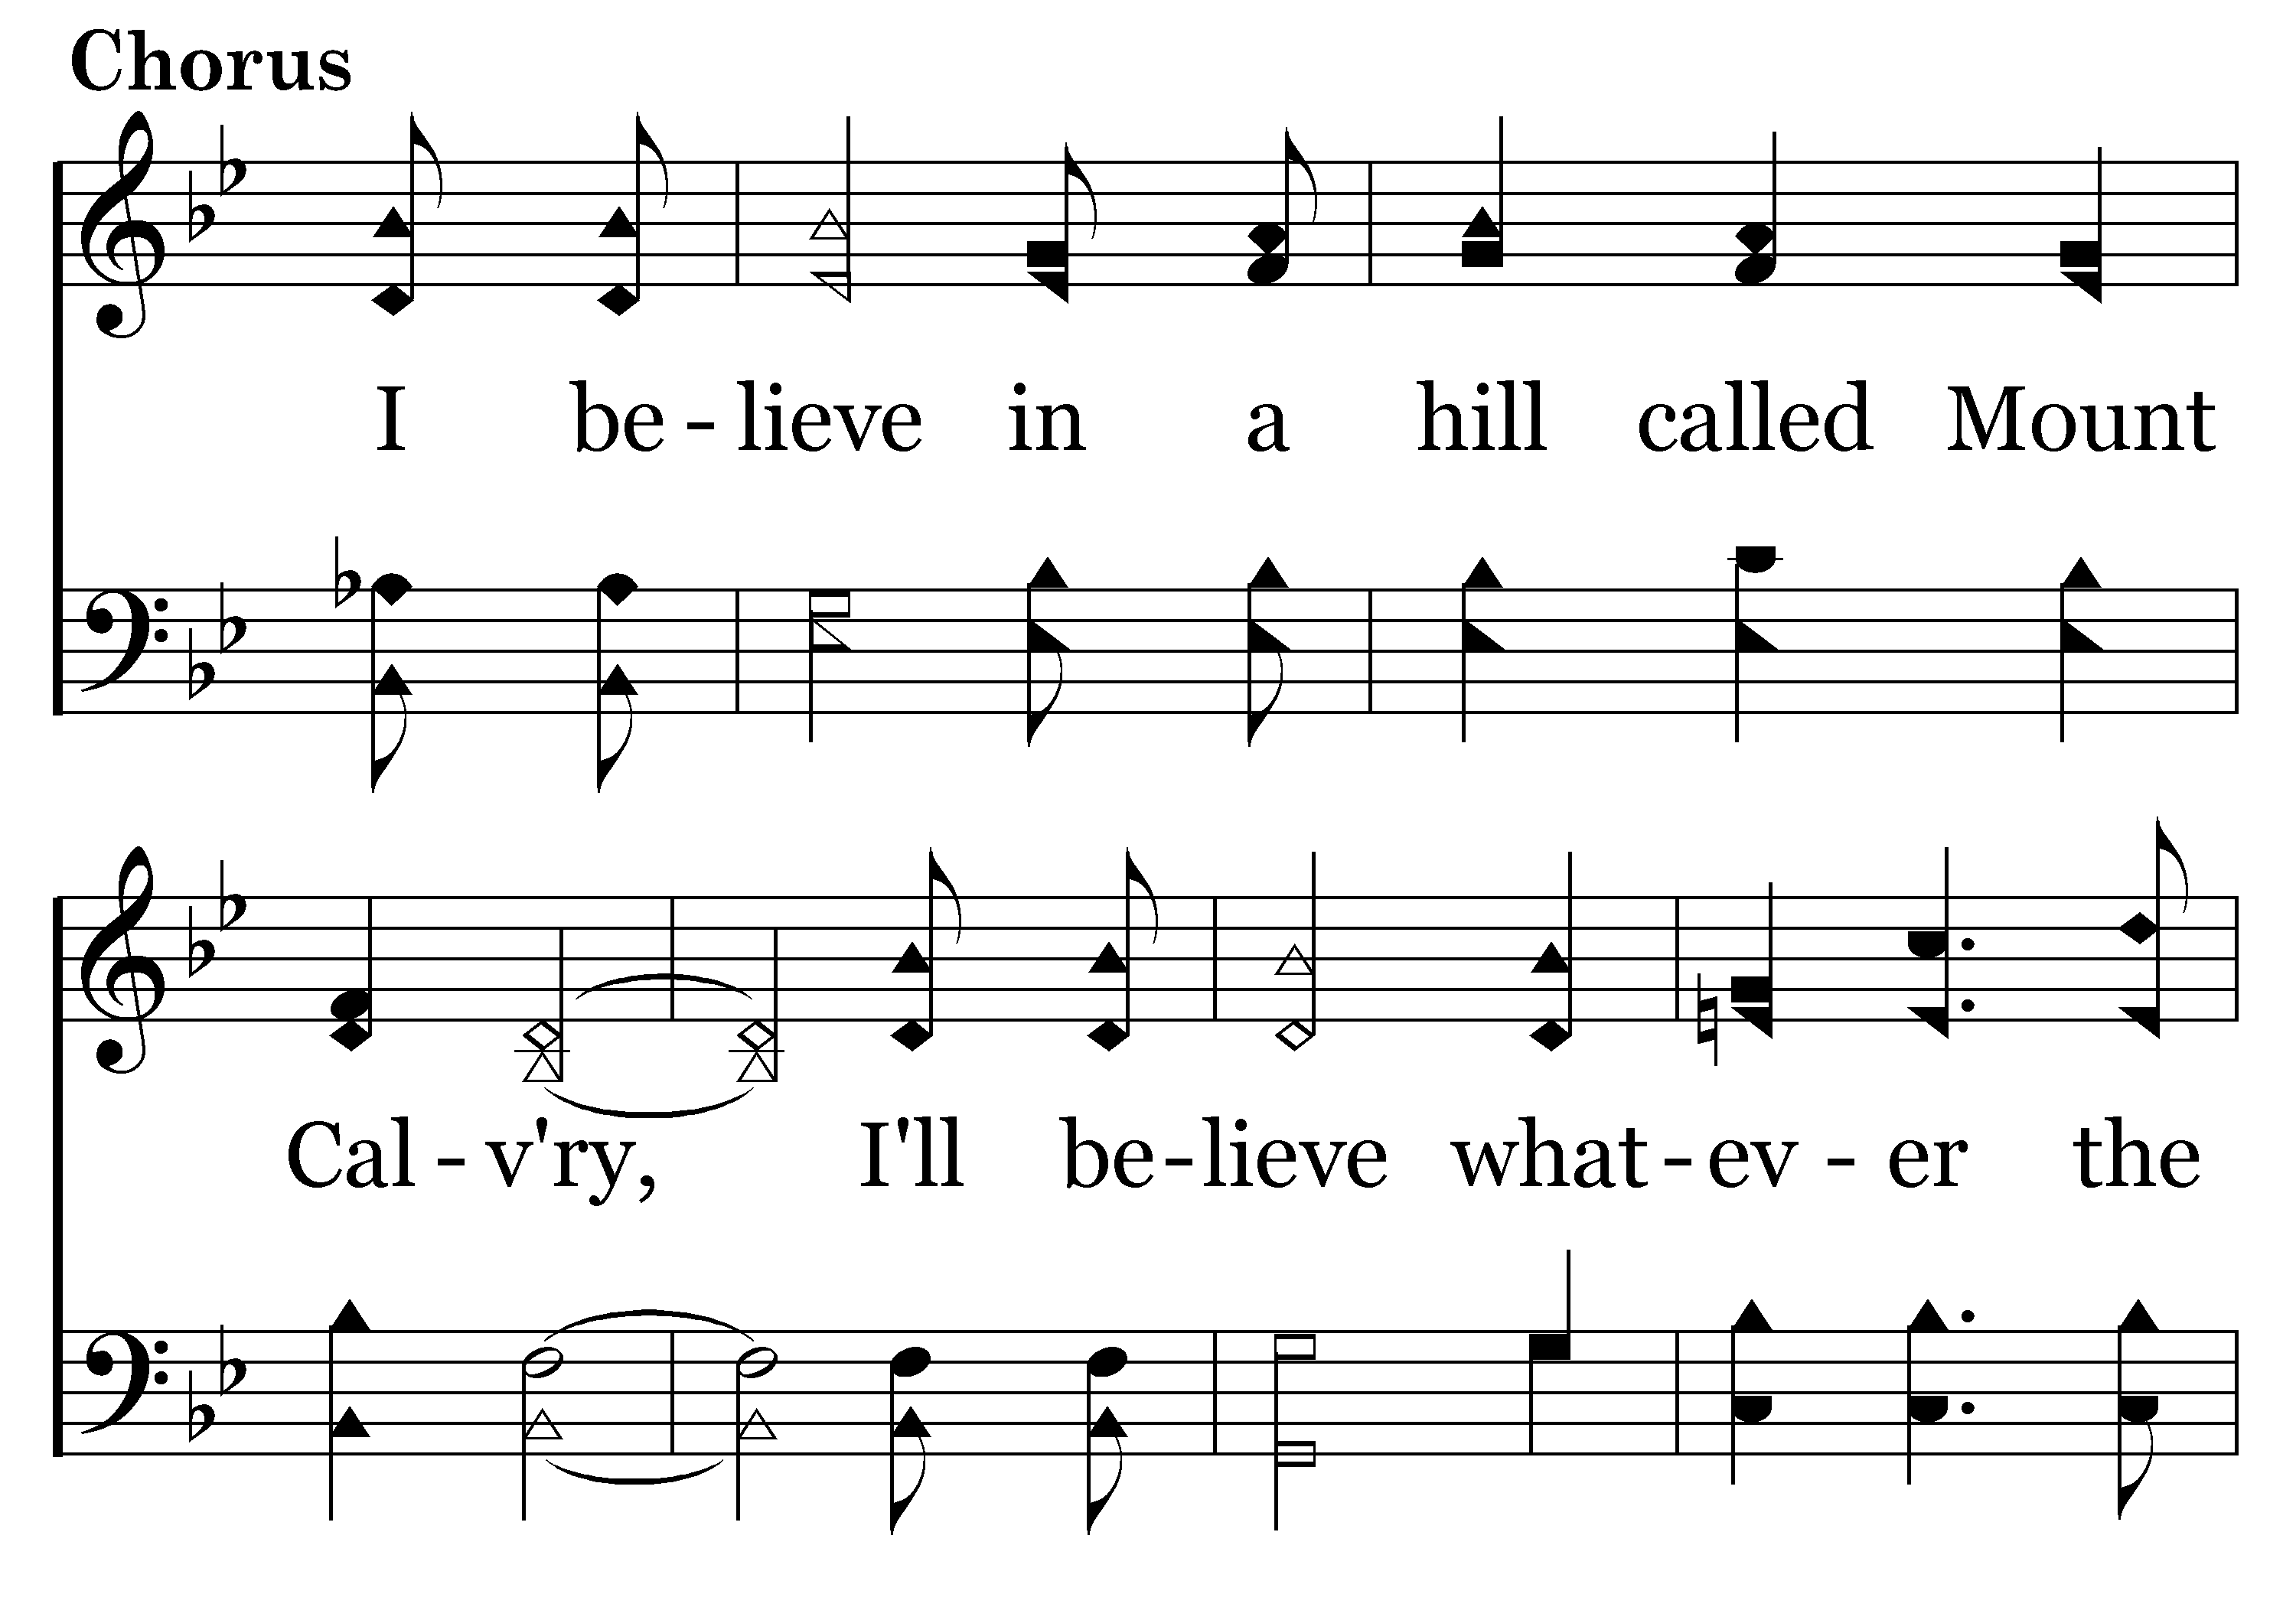 Chorus
I be - lieve in a hill called Mount
Cal - v'ry, I'll be - lieve what - ev - er the